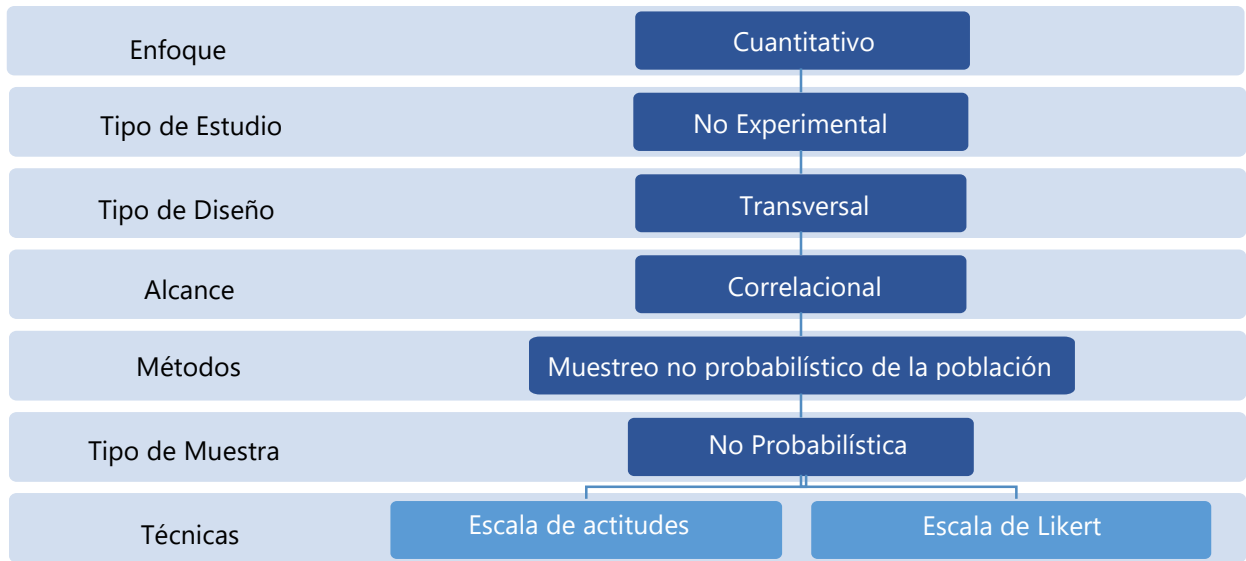 Enfoque
Cuantitativo
Tipo de Estudio
No Experimental
Tipo de Diseño
Transversal
Alcance
Correlacional
Métodos
Muestreo no probabilístico de la población
Tipo de Muestra
No Probabilística
Técnicas
Escala de actitudes
Escala de Likert